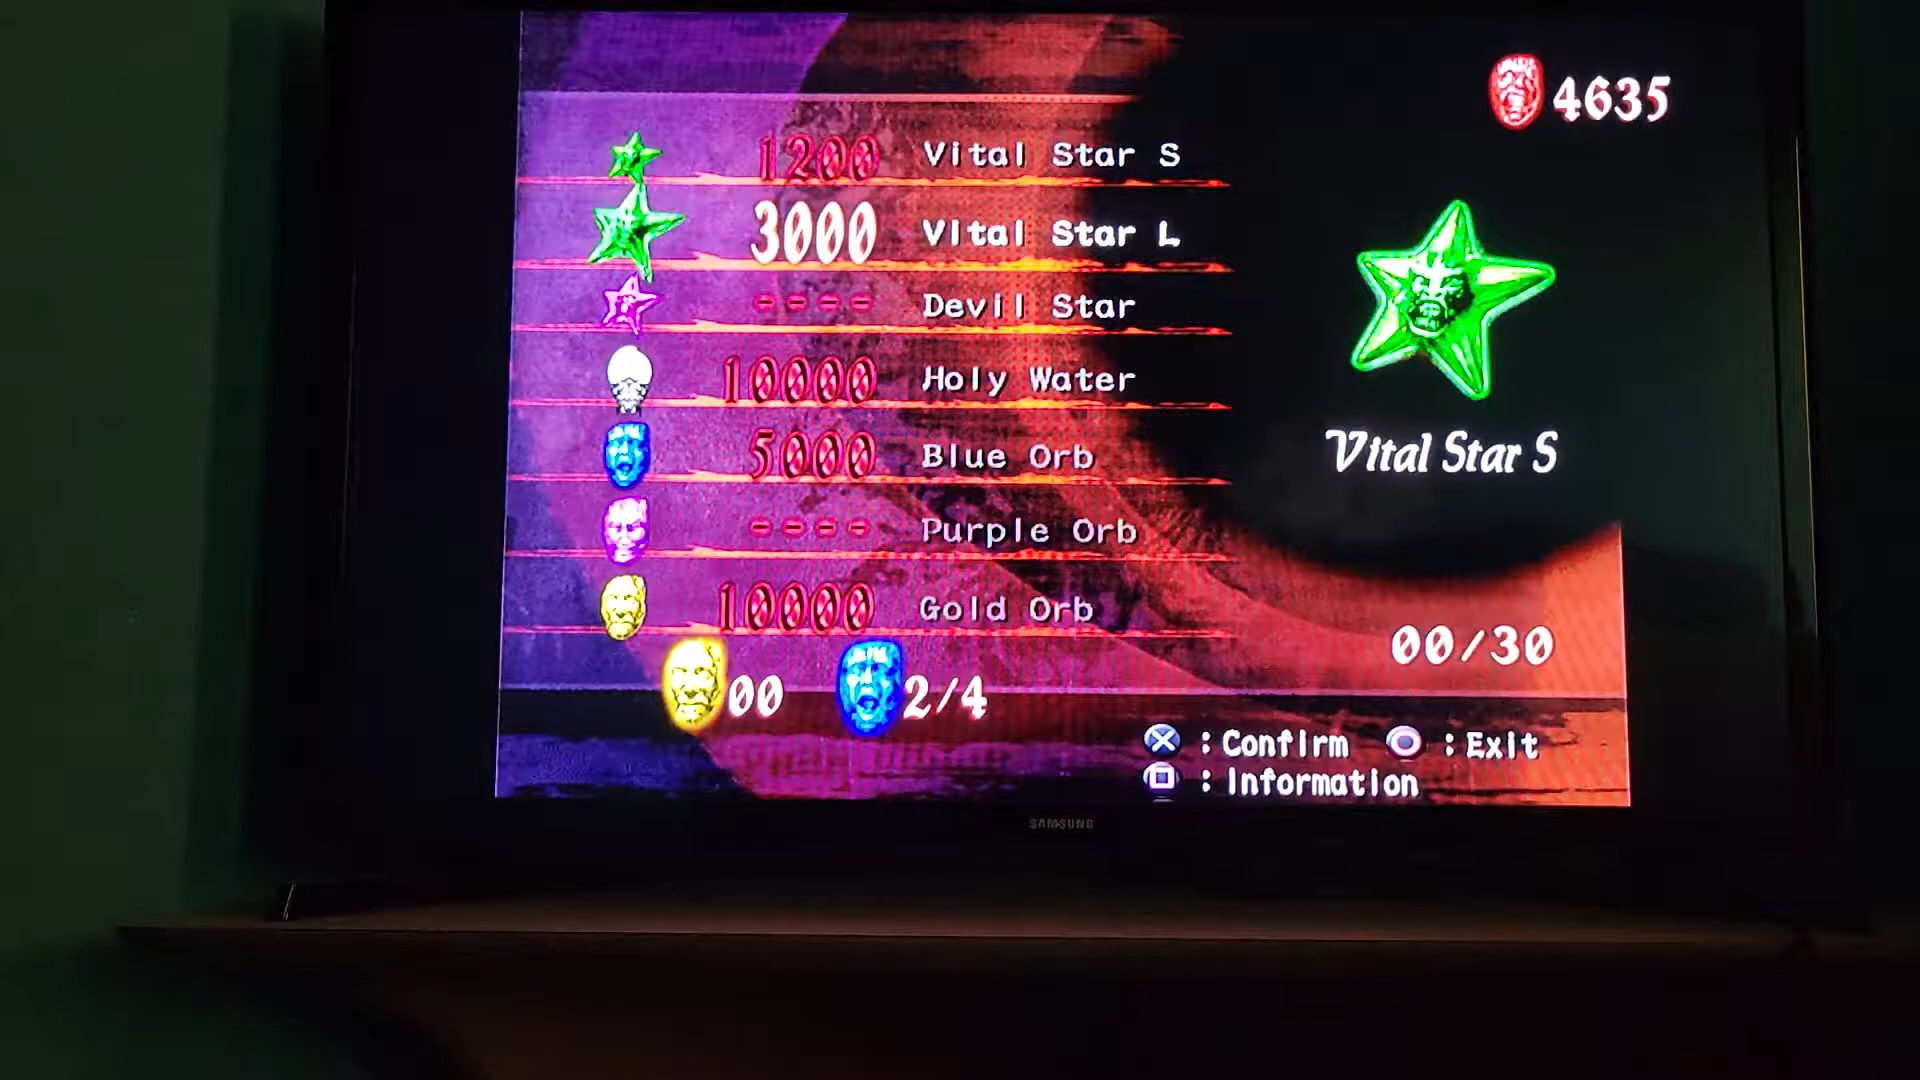 4635
1200 Vital Star S
3000 Vital Star L
---- Devil Star
10000 Holy Water
5000 Blue Orb
---- Purple Orb
10000 Gold Orb
Vital Star S
00/30
00 2/4
: Confirm : Exit
: Information
SAMSUNG